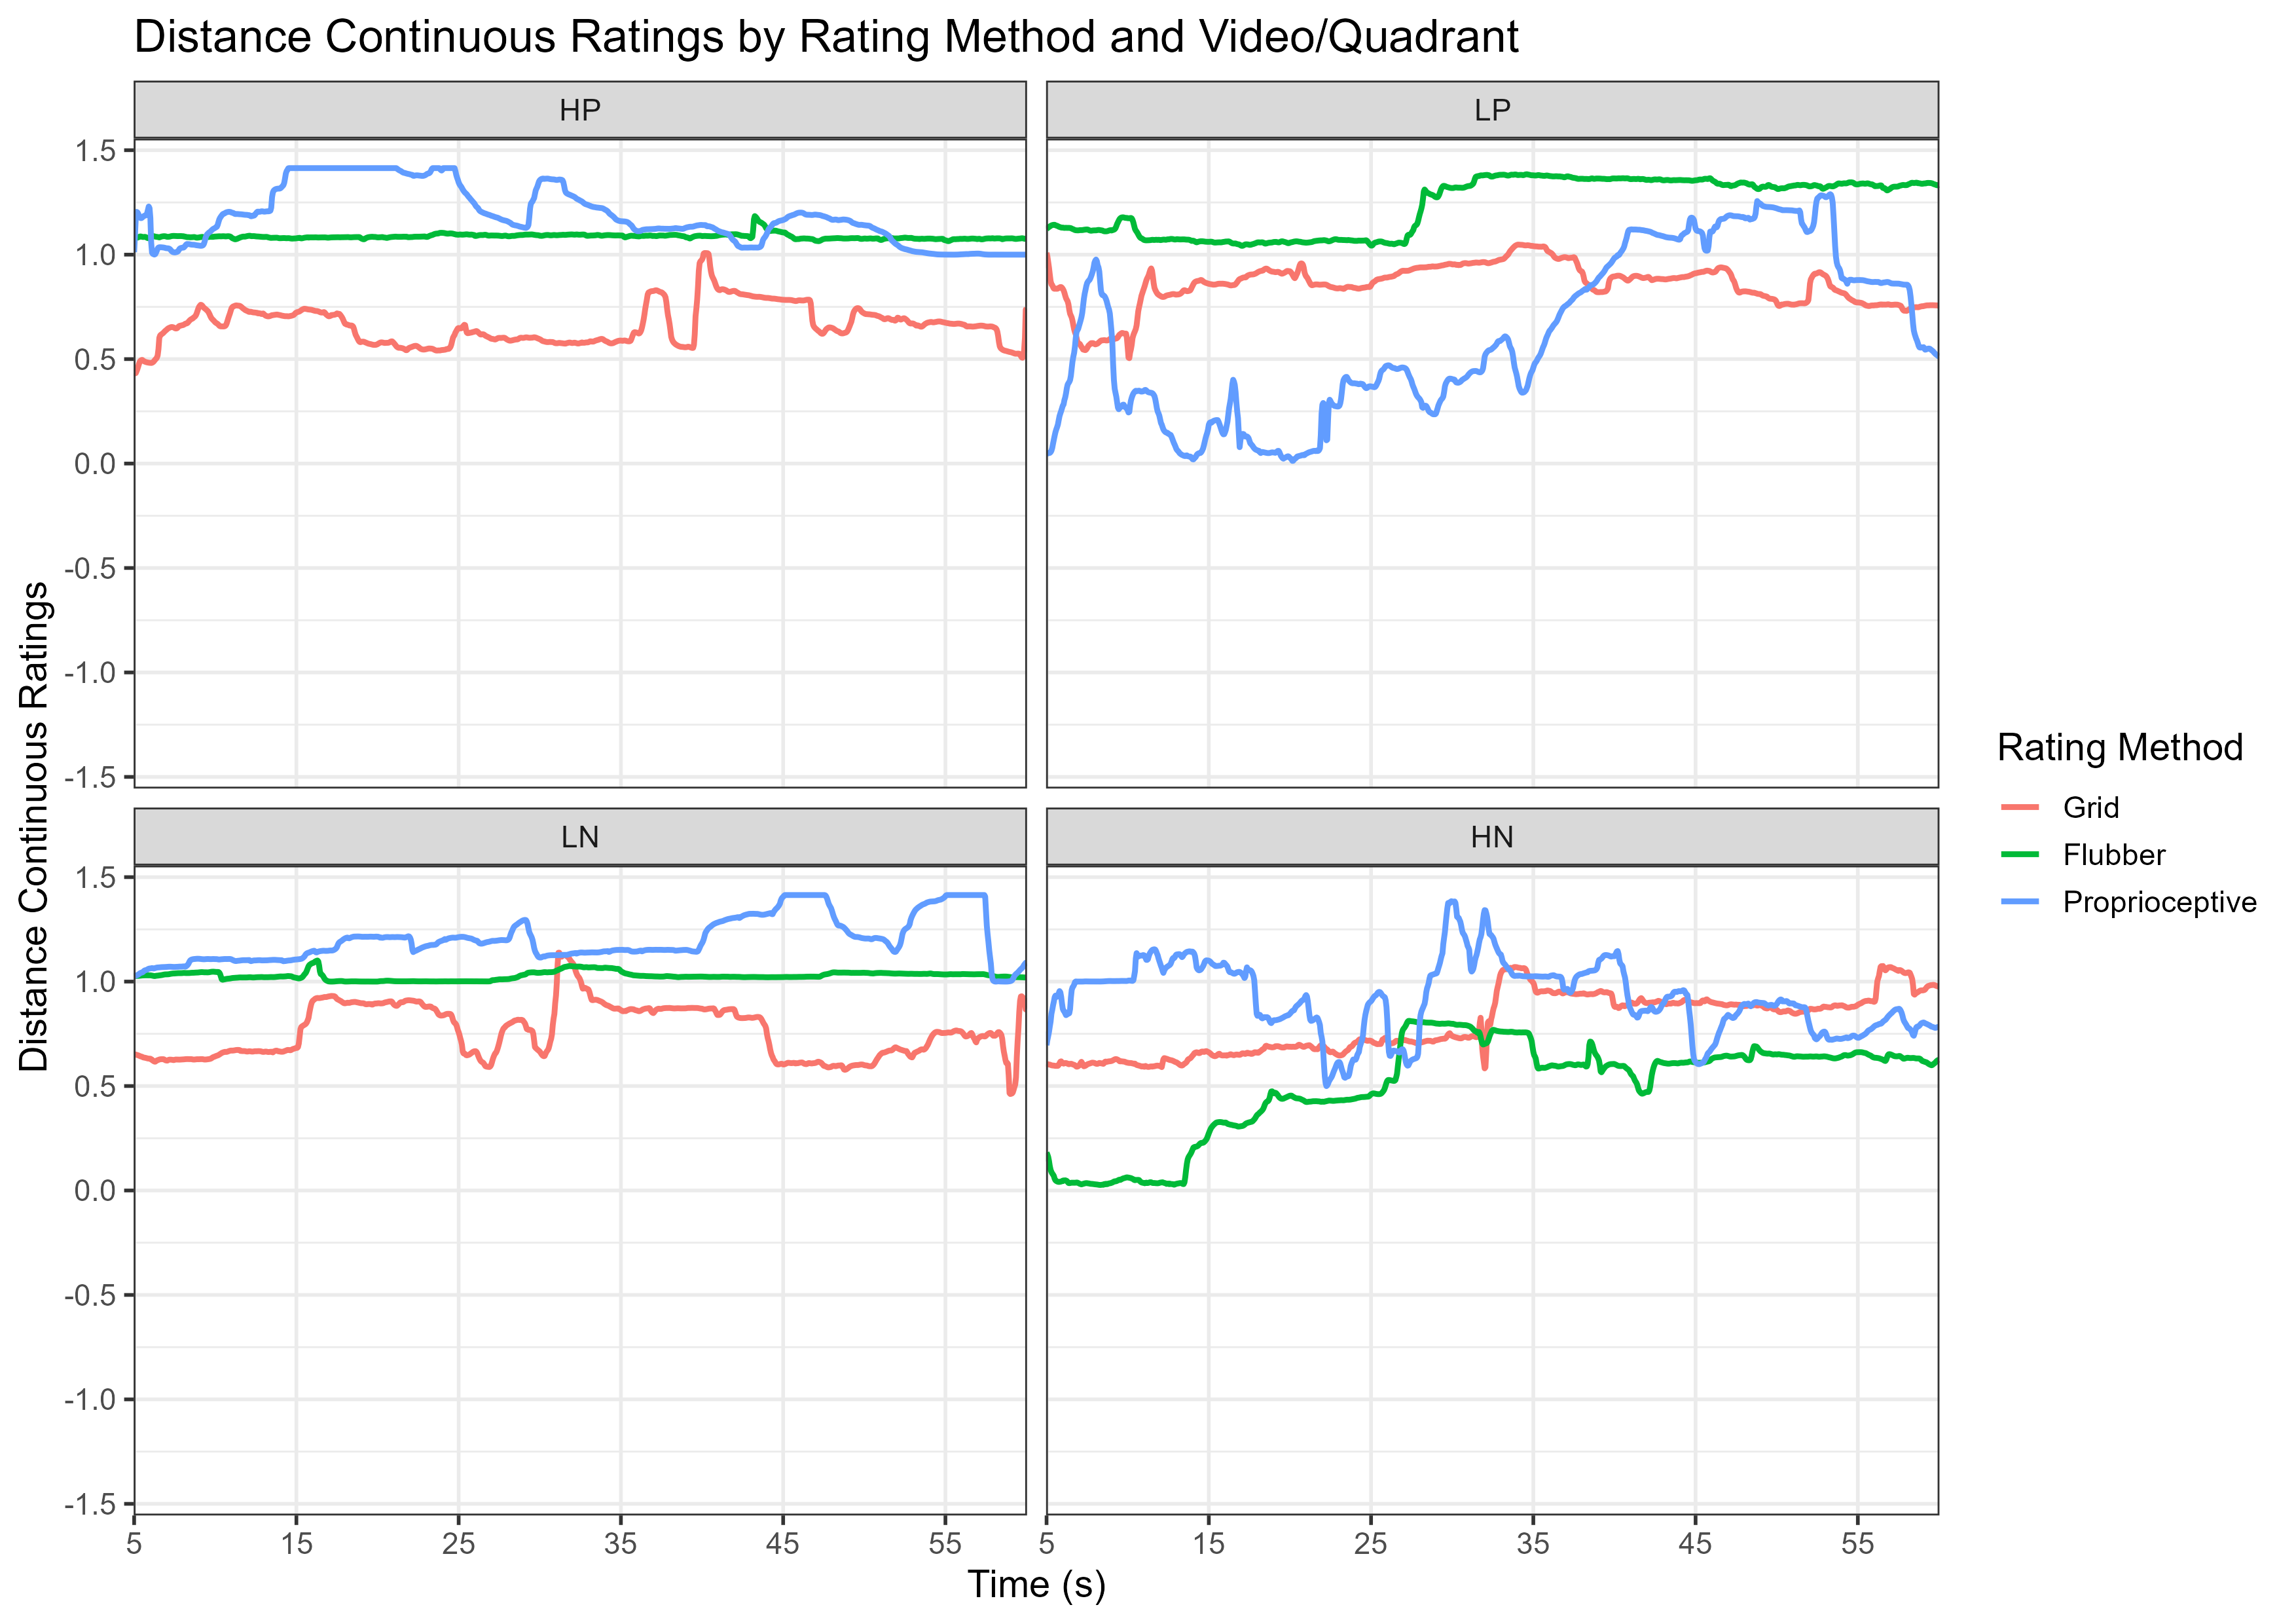 Distance Continuous Ratings by Rating Method and Video/Quadrant
HP
LP
1.5
1.0
0.5
0.0
-0.5
-1.0
-1.5
LN
HN
1.5
1.0
0.5
0.0
-0.5
-1.0
-1.5
5 15 25 35 45 55 5 15 25 35 45 55
Time (s)
Distance Continuous Ratings
Rating Method
Grid
Flubber
Proprioceptive